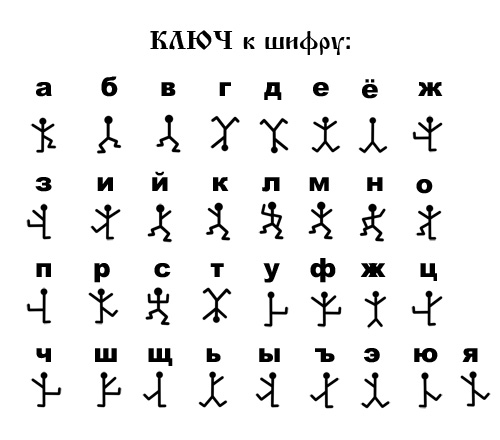 КЛЮЧ к шифру:
а б в г д е ё ж
з и й к л м н о
п р с т у ф ж ц
ч ш щ ь ы ъ э ю я